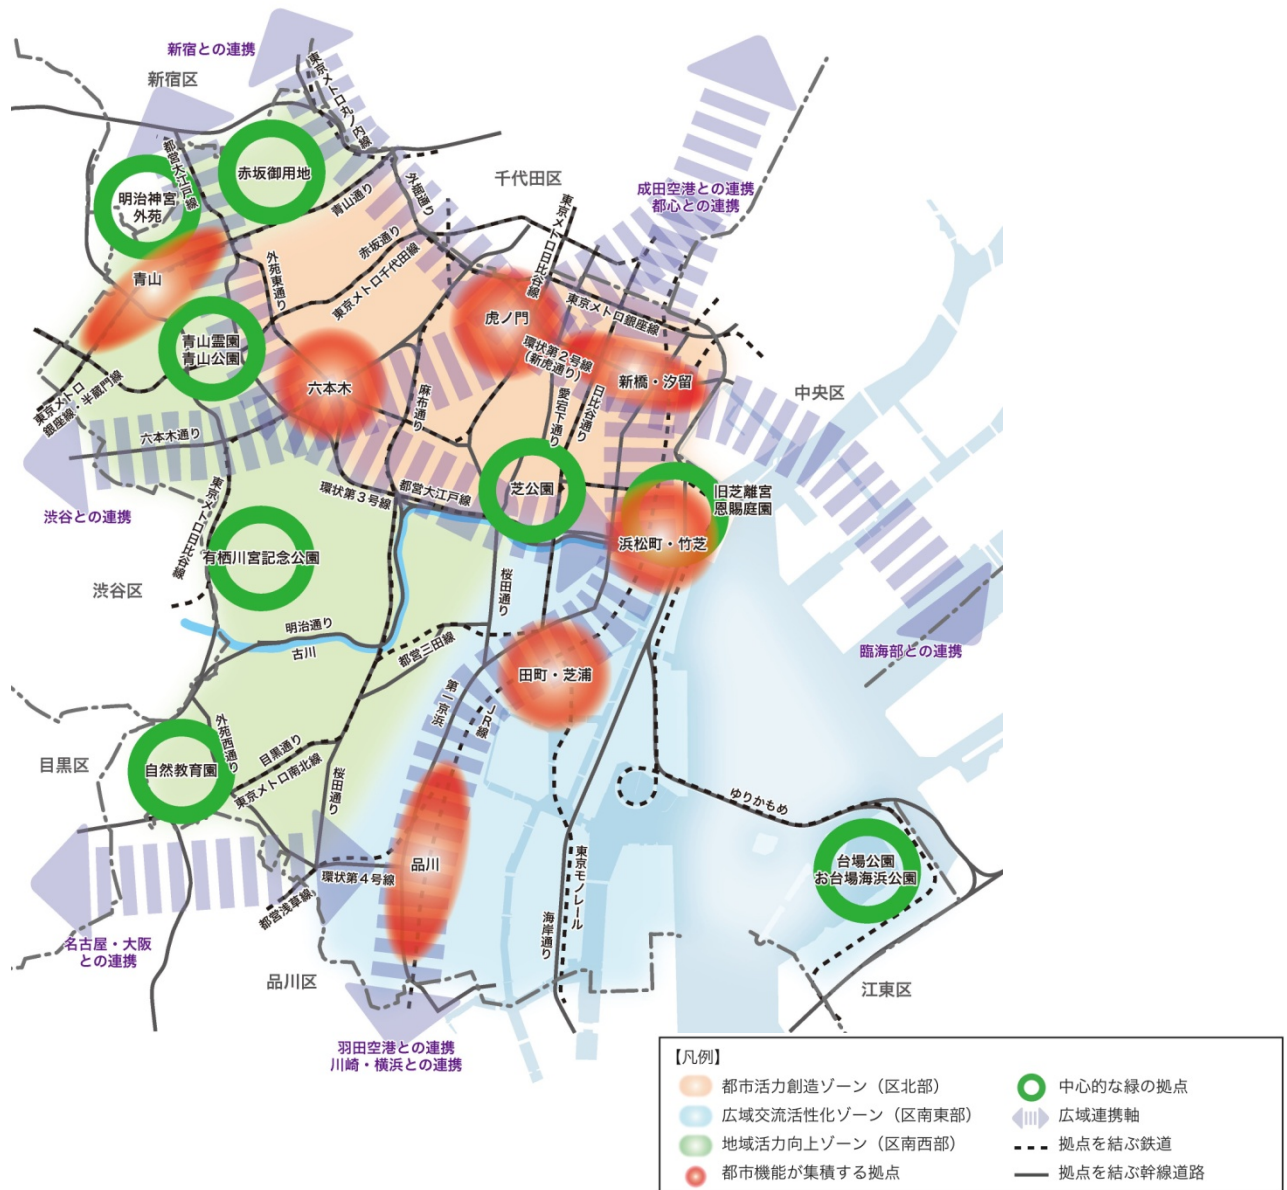 新宿との連携
新宿区
東京メトロ丸ノ内線
都営大江戸線
赤坂御用地
明治神宮
外苑
青山通り
外堀通り
千代田区
東京メトロ日比谷線
成田空港との連携
都心との連携
赤坂通り
東京メトロ千代田線
外苑東通り
青山
虎ノ門
東京メトロ銀座線
環状第2号線
(新虎通り)
新橋・汐留
青山霊園
青山公園
六本木
麻布通り
愛宕下通り
日比谷通り
中央区
東京メトロ
銀座線・半蔵門線
六本木通り
渋谷との連携
環状第3号線
都営大江戸線
芝公園
旧芝離宮
恩賜庭園
浜松町・竹芝
東京メトロ日比谷線
有栖川宮記念公園
渋谷区
桜田通り
明治通り
古川
都営三田線
臨海部との連携
田町・芝浦
第一京浜
JR線
外苑西通り
目黒区
自然教育園
目黒通り
東京メトロ南北線
桜田通り
ゆりかもめ
品川
環状第4号線
都営浅草線
東京モノレール
海岸通り
台場公園
お台場海浜公園
名古屋・大阪
との連携
品川区
江東区
羽田空港との連携
川崎・横浜との連携
【凡例】
都市活力創造ゾーン(区北部)
広域交流活性化ゾーン(区南東部)
地域活力向上ゾーン(区南西部)
都市機能が集積する拠点
中心的な緑の拠点
広域連携軸
拠点を結ぶ鉄道
拠点を結ぶ幹線道路